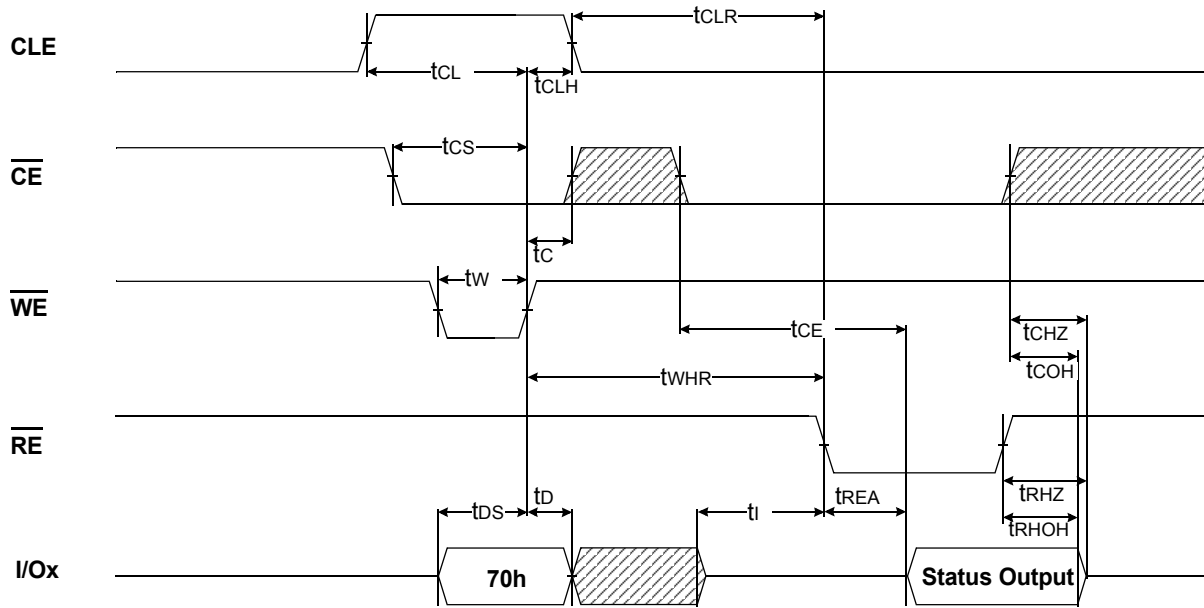 tCLR
CLE
tCL
tCLH
tCS
CE
tC
tW
WE
tCE
tCHZ
tCOH
tWHR
RE
tD
tREA
tRHZ
tDS
tI
tRHOH
I/Ox
70h
Status Output